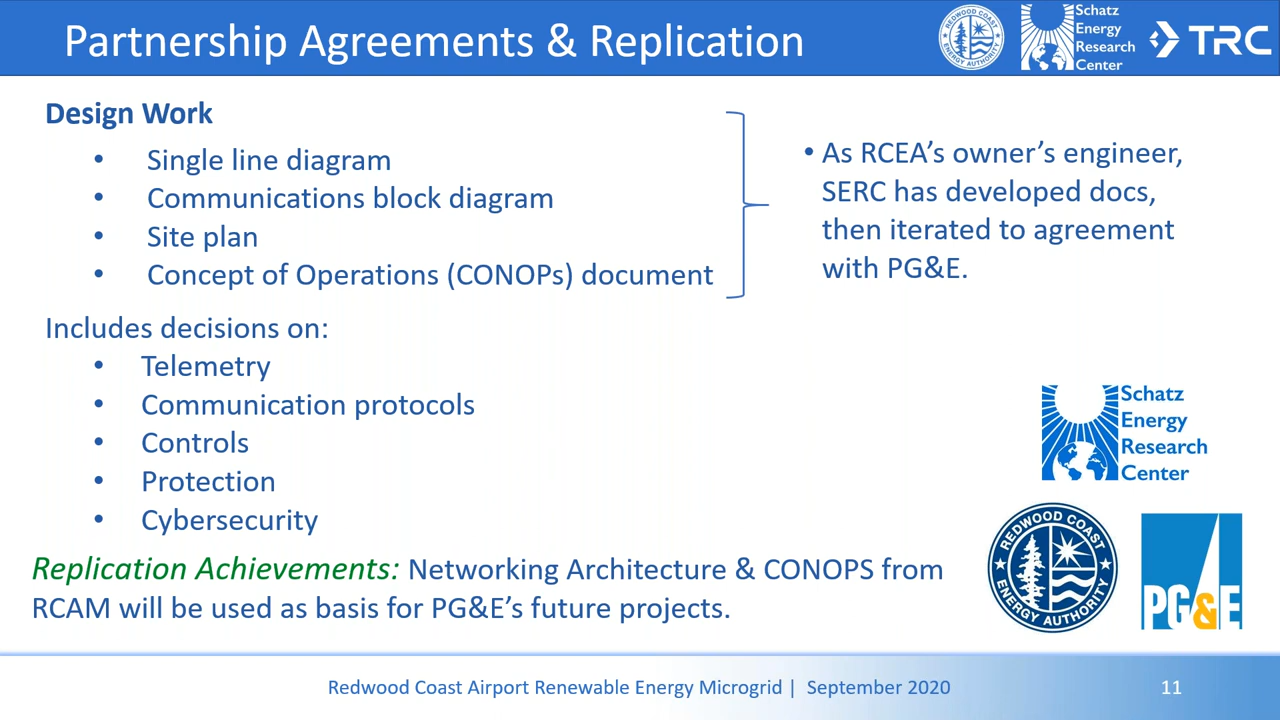 Partnership Agreements & Replication
REDWOOD COAST
ENERGY AUTHORITY
Schatz
Energy
Research
Center
TRC
Design Work
• Single line diagram
• Communications block diagram
• Site plan
• Concept of Operations (CONOPs) document
• As RCEA’s owner’s engineer,
SERC has developed docs,
then iterated to agreement
with PG&E.
Includes decisions on:
• Telemetry
• Communication protocols
• Controls
• Protection
• Cybersecurity
Schatz
Energy
Research
Center
REDWOOD COAST
ENERGY AUTHORITY
PG&E
Replication Achievements: Networking Architecture & CONOPS from
RCAM will be used as basis for PG&E’s future projects.
Redwood Coast Airport Renewable Energy Microgrid | September 2020
11